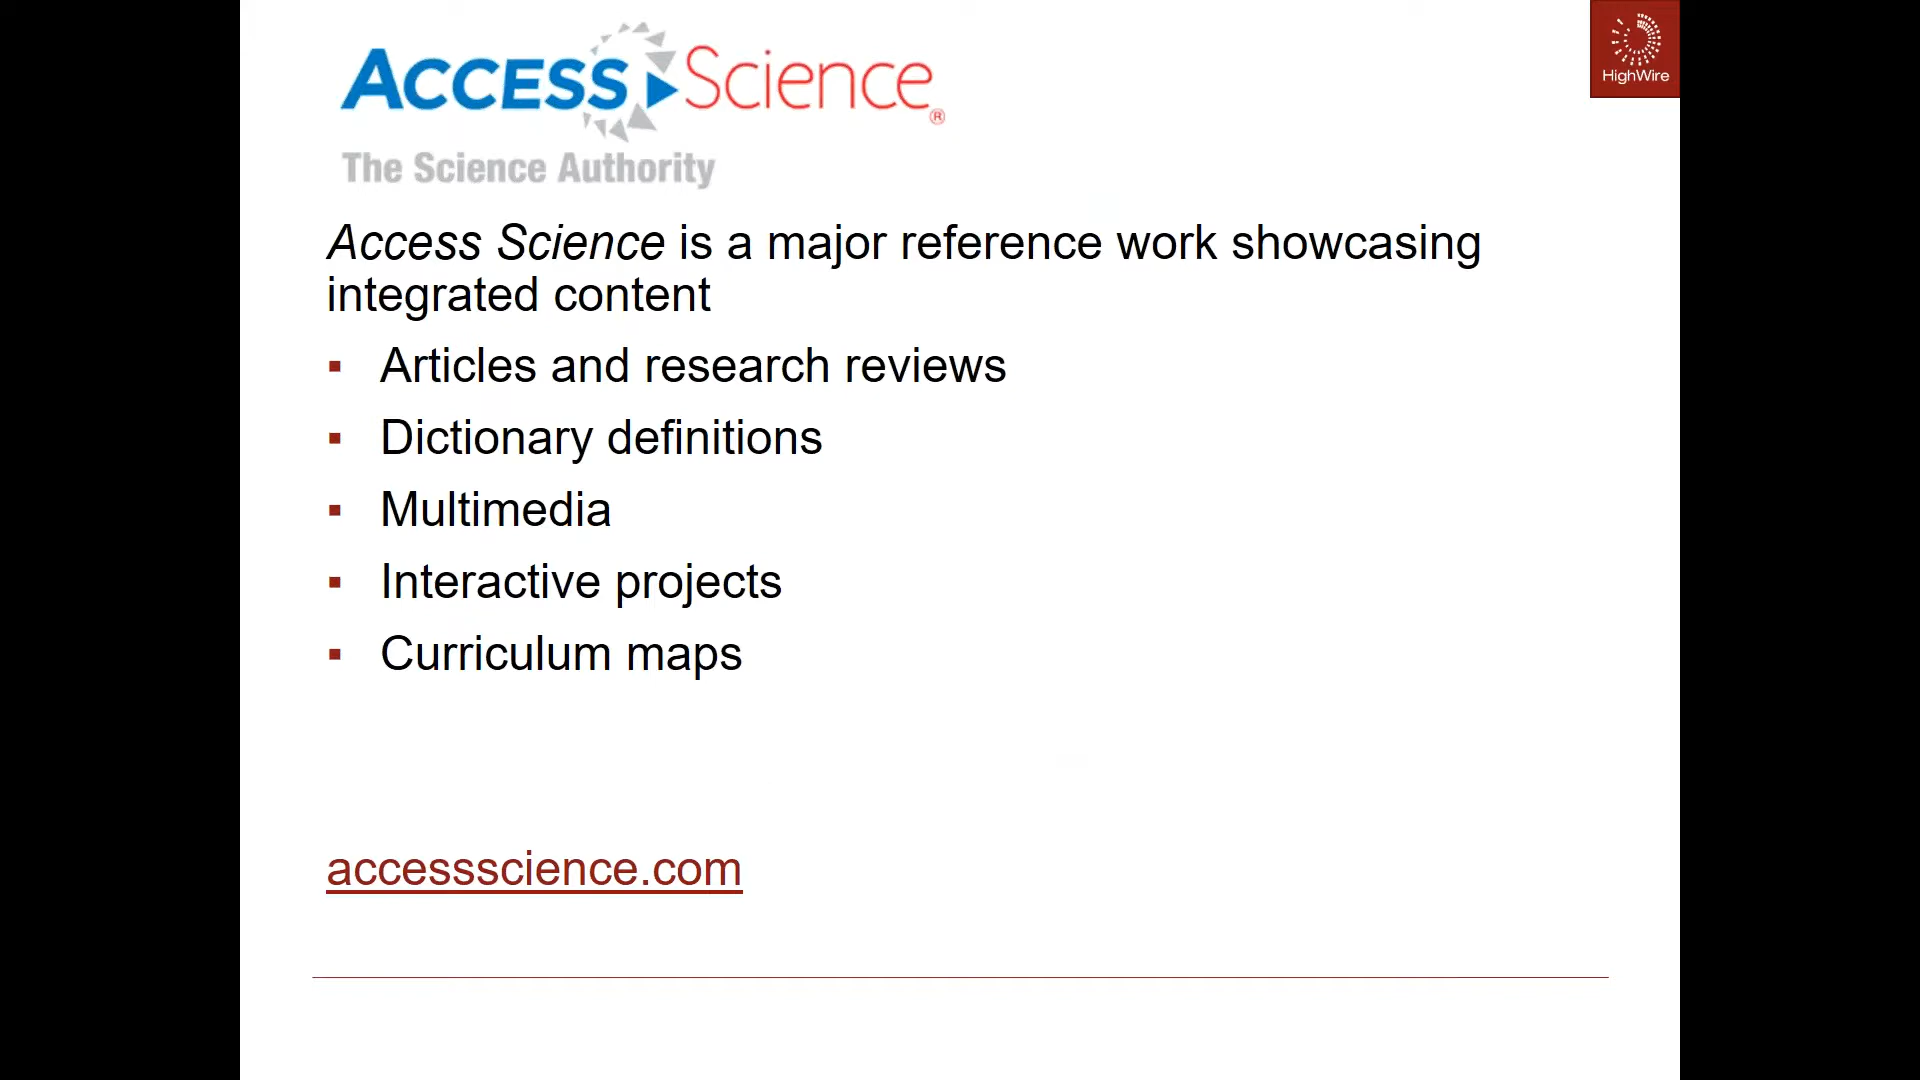 ACCESS Science®
HighWire
The Science Authority
Access Science is a major reference work showcasing
integrated content
▪ Articles and research reviews
▪ Dictionary definitions
▪ Multimedia
▪ Interactive projects
▪ Curriculum maps
accessscience.com